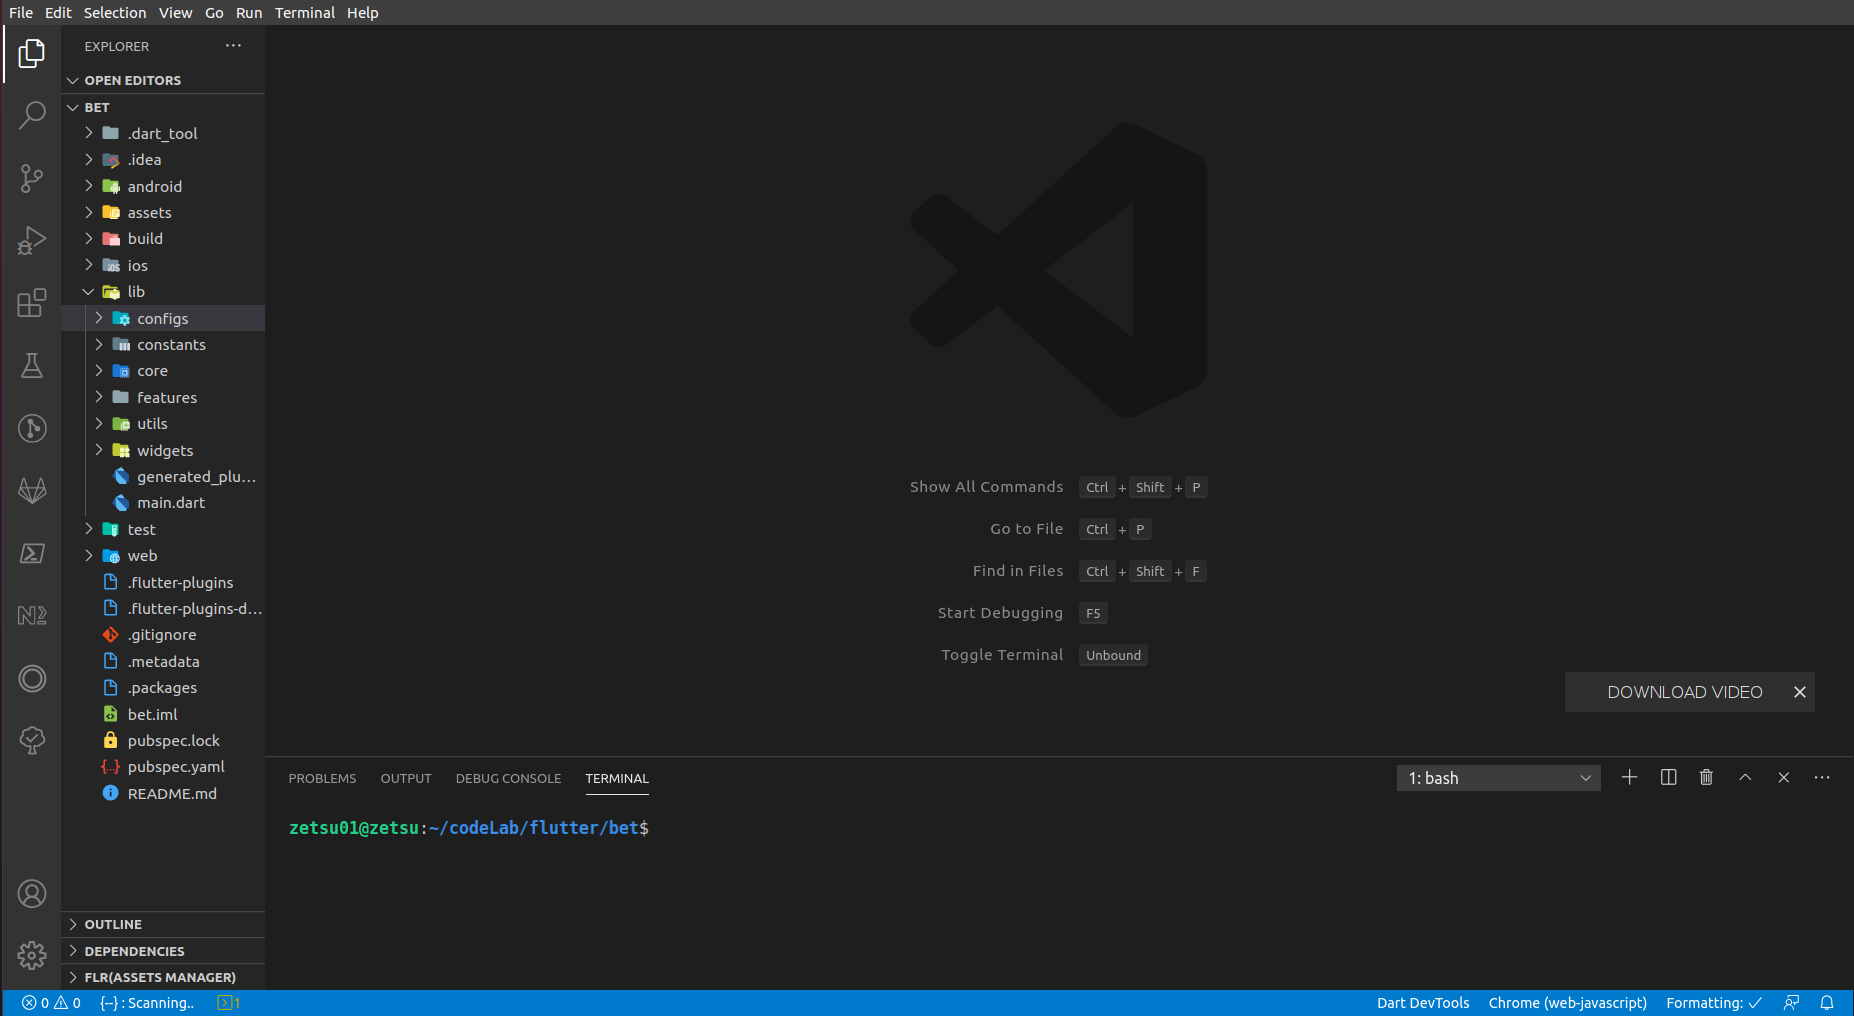 File Edit Selection View Go Run Terminal Help
EXPLORER
OPEN EDITORS
BET
.dart_tool
.idea
android
assets
build
ios
lib
configs
constants
core
features
utils
widgets
generated_plu...
main.dart
test
web
.flutter-plugins
.flutter-plugins-d...
.gitignore
.metadata
.packages
bet.iml
pubspec.lock
pubspec.yaml
README.md
OUTLINE
DEPENDENCIES
FLR(ASSETS MANAGER)
Show All Commands Ctrl + Shift + P
Go to File Ctrl + P
Find in Files Ctrl + Shift + F
Start Debugging F5
Toggle Terminal Unbound
DOWNLOAD VIDEO
PROBLEMS OUTPUT DEBUG CONSOLE TERMINAL 1: bash
zetsu01@zetsu:~/codeLab/flutter/bet$
0 0 {--} : Scanning.. 1 Dart DevTools Chrome (web-javascript) Formatting: ✓